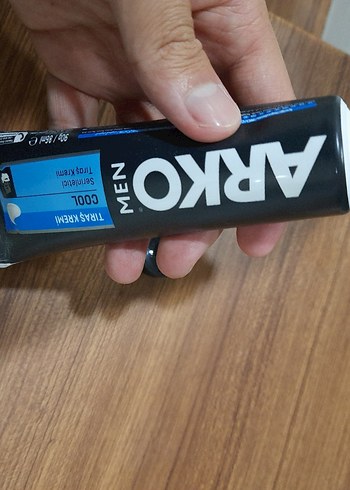 ARKO
MEN
TIRAŞ KREMİ
COOL
Serinletici
Tıraş Kremi